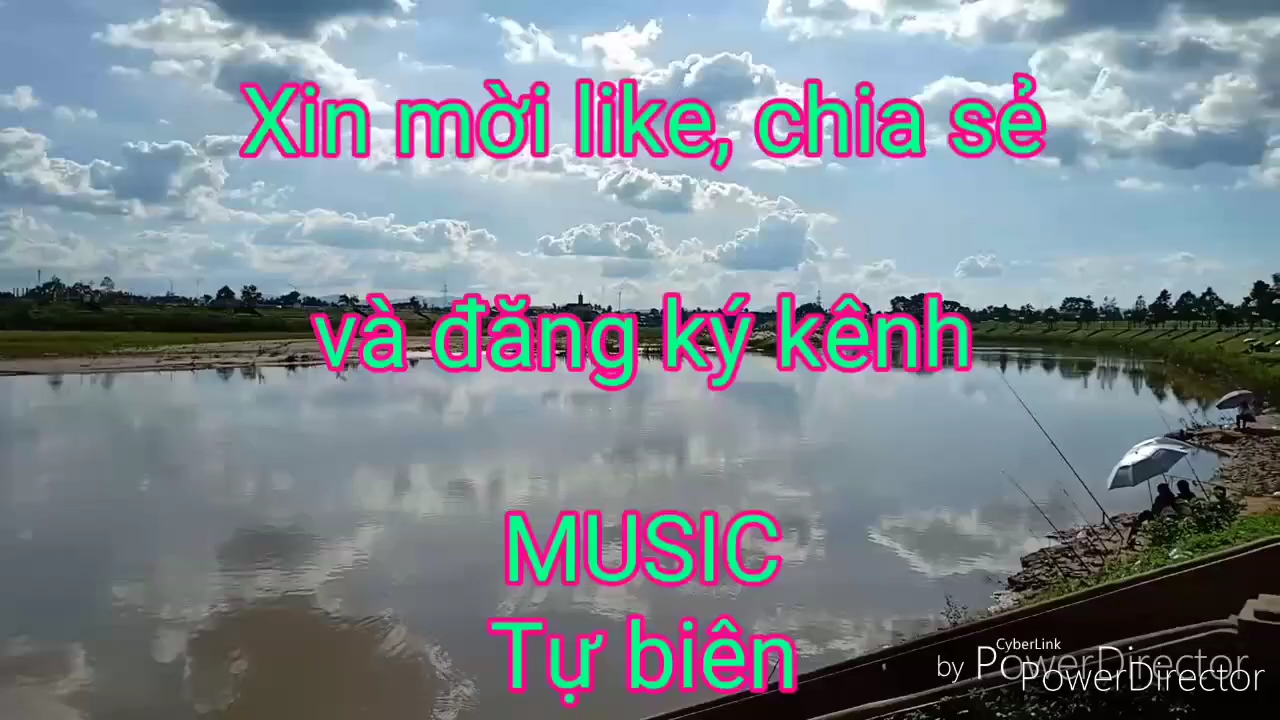 Xin mời like, chia sẻ
và đăng ký kênh
MUSIC
Tự biên
CyberLink
by PowerDirector
PowerDirector